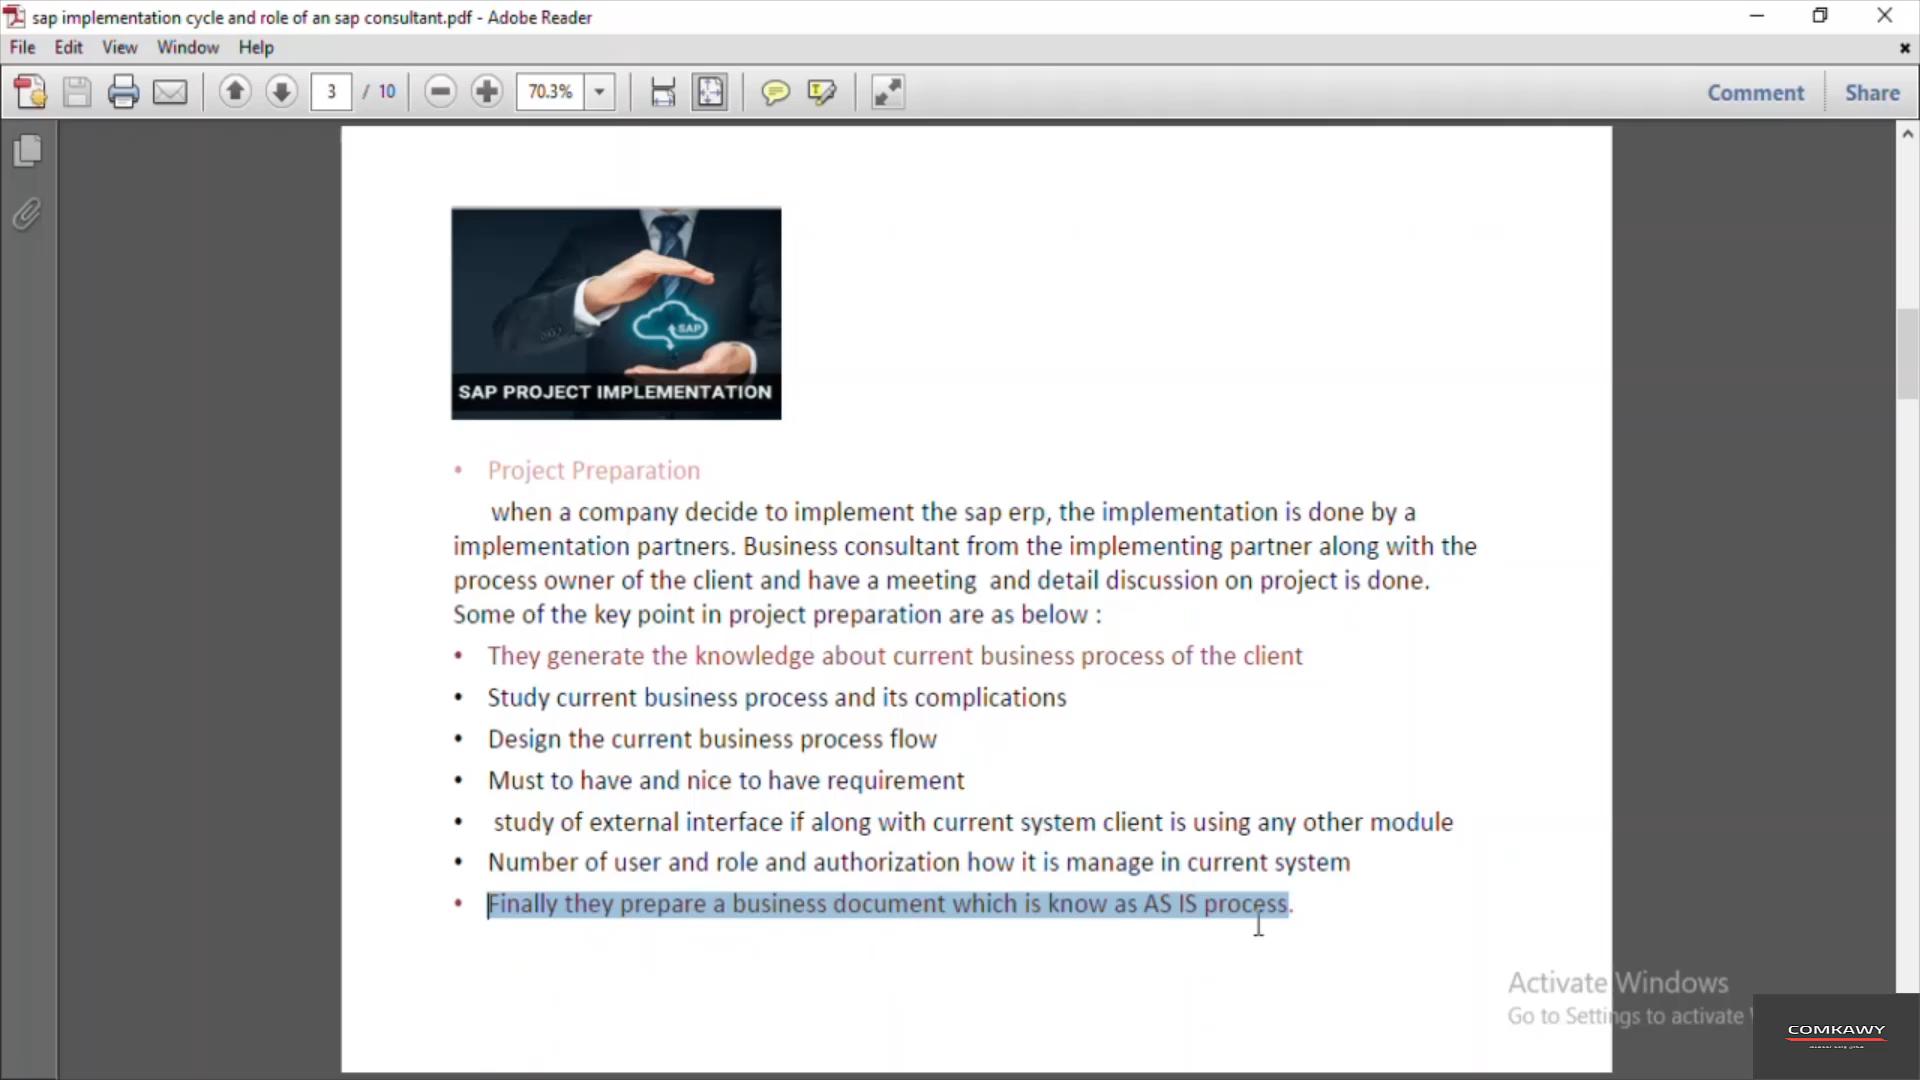 sap implementation cycle and role of an sap consultant.pdf - Adobe Reader
File Edit View Window Help
3 / 10 70.3% Comment Share
SAP
SAP PROJECT IMPLEMENTATION
• Project Preparation
when a company decide to implement the sap erp, the implementation is done by a
implementation partners. Business consultant from the implementing partner along with the
process owner of the client and have a meeting and detail discussion on project is done.
Some of the key point in project preparation are as below :
• They generate the knowledge about current business process of the client
• Study current business process and its complications
• Design the current business process flow
• Must to have and nice to have requirement
• study of external interface if along with current system client is using any other module
• Number of user and role and authorization how it is manage in current system
• Finally they prepare a business document which is know as AS IS process.
Activate Windows
Go to Settings to activate
COMKAWY